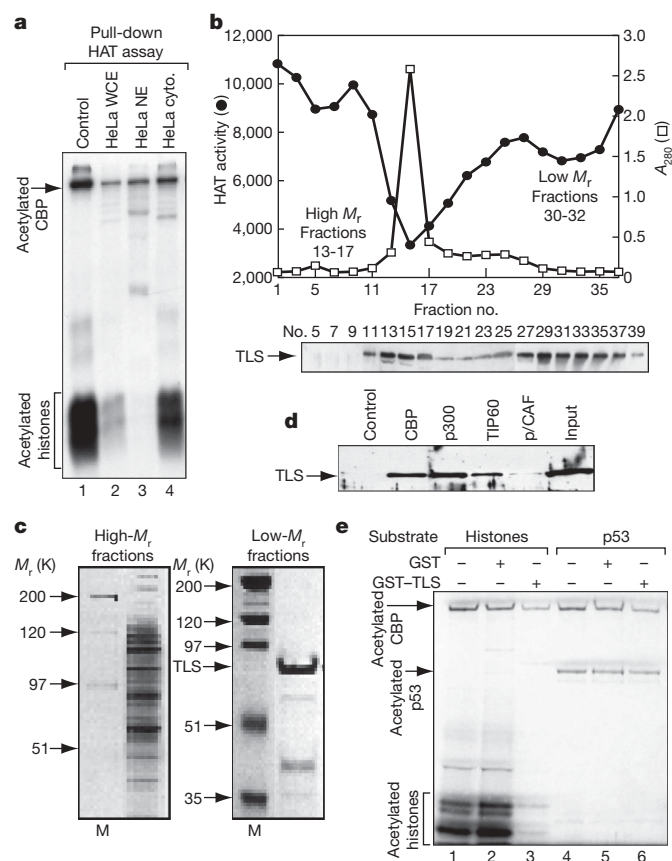 a
Pull-down
HAT assay
Control
HeLa WCE
HeLa NE
HeLa cyto.
Acetylated
CBP
Acetylated
histones
1 2 3 4
b
12,000
10,000
8,000
6,000
4,000
2,000
HAT activity (●)
3.0
2.5
2.0
1.5
1.0
0.5
0
A280 (□)
High Mr
Fractions
13-17
Low Mr
Fractions
30-32
1 5 11 17 23 29 35
Fraction no.
No. 5 7 9 11 13 15 17 19 21 23 25 27 29 31 33 35 37 39
TLS
d
Control
CBP
p300
TIP60
p/CAF
Input
TLS
c
High-Mr
fractions
Mr (K)
200
120
97
51
M
Low-Mr
fractions
Mr (K)
200
120
97
TLS
51
35
M
e
Substrate Histones p53
GST – + – – + –
GST–TLS – – + – – +
Acetylated
CBP
Acetylated
p53
Acetylated
histones
1 2 3 4 5 6